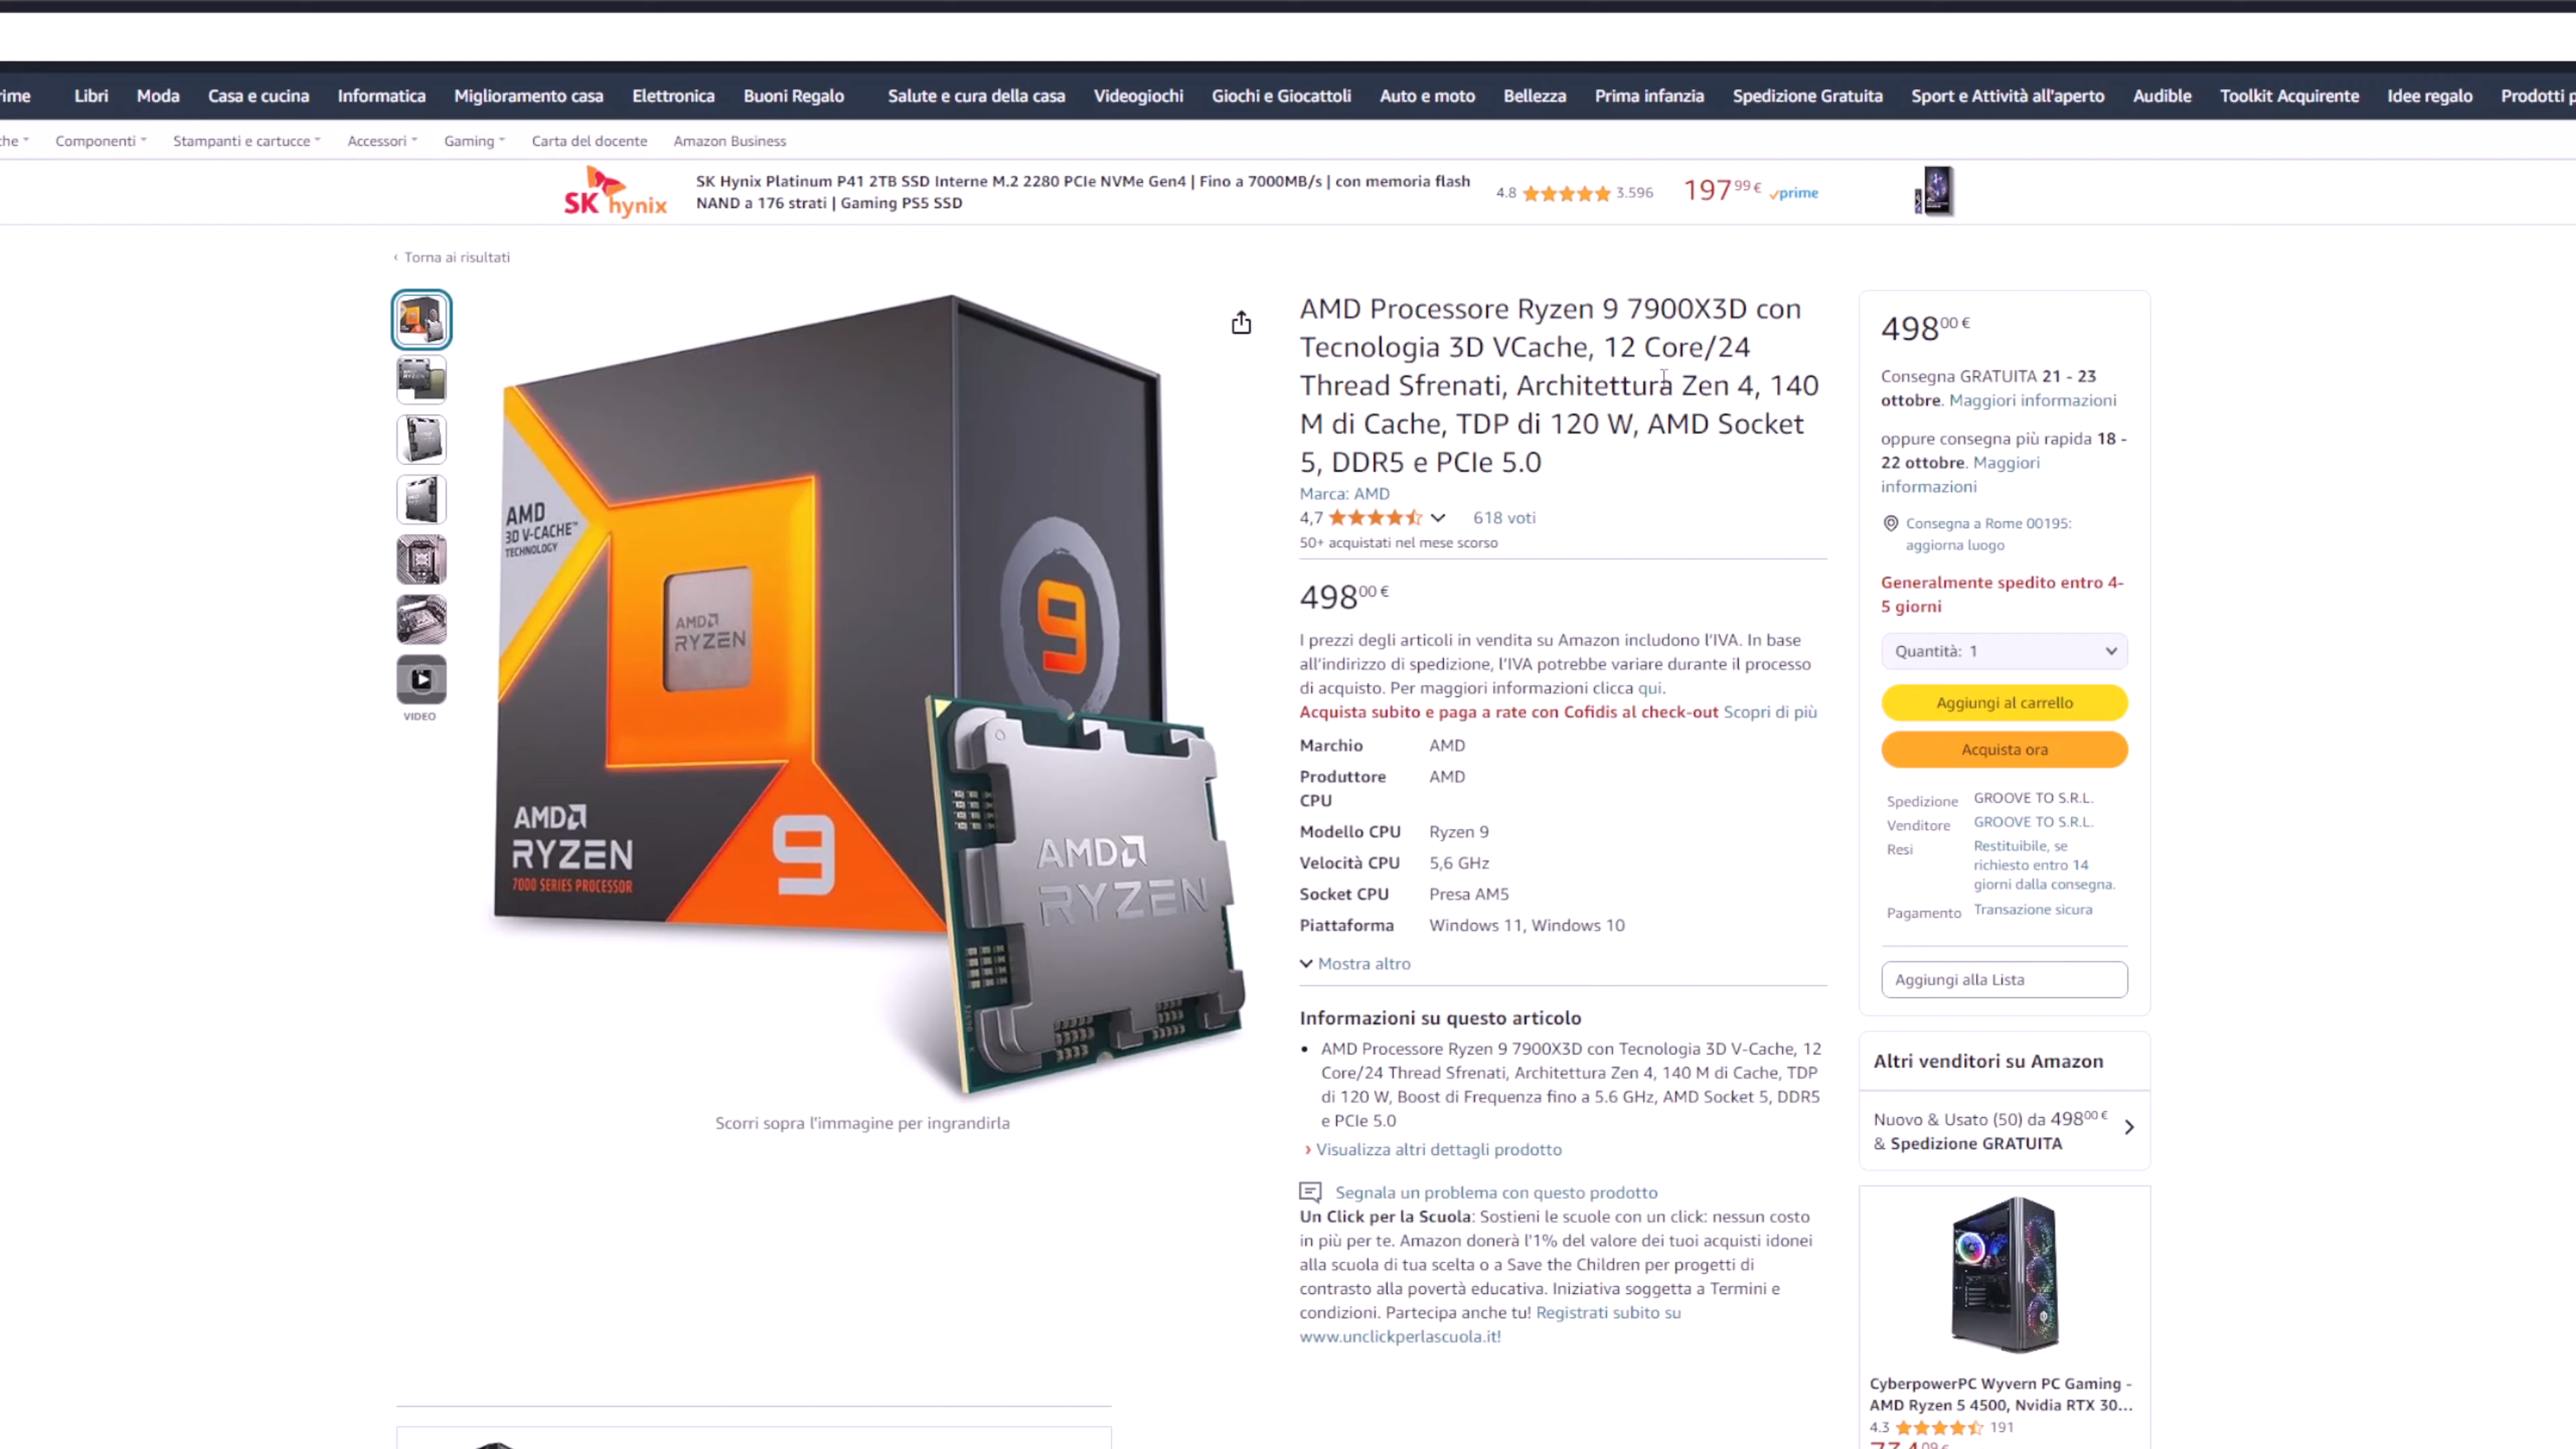 Libri Moda Casa e cucina Informatica Miglioramento casa Elettronica Buoni Regalo Salute e cura della casa Videogiochi Giochi e Giocattoli Auto e moto Bellezza Prima infanzia Spedizione Gratuita Sport e Attività all'aperto Audible Toolkit Acquirente Idee regalo Prodotti
Componenti Stampanti e cartucce Accessori Gaming Carta del docente Amazon Business
SK hynix
SK Hynix Platinum P41 2TB SSD Interne M.2 2280 PCIe NVMe Gen4 | Fino a 7000MB/s | con memoria flash
NAND a 176 strati | Gaming PS5 SSD
4.8 3.596 197 99 € prime
‹ Torna ai risultati
VIDEO
AMD
3D V-CACHE™
TECHNOLOGY
AMD
RYZEN
9
AMD
RYZEN
7000 SERIES PROCESSOR
9
AMD
RYZEN
Scorri sopra l'immagine per ingrandirla
AMD Processore Ryzen 9 7900X3D con
Tecnologia 3D VCache, 12 Core/24
Thread Sfrenati, Architettura Zen 4, 140
M di Cache, TDP di 120 W, AMD Socket
5, DDR5 e PCIe 5.0
Marca: AMD
4,7 618 voti
50+ acquistati nel mese scorso
498 00 €
I prezzi degli articoli in vendita su Amazon includono l'IVA. In base
all'indirizzo di spedizione, l'IVA potrebbe variare durante il processo
di acquisto. Per maggiori informazioni clicca qui.
Acquista subito e paga a rate con Cofidis al check-out Scopri di più
Marchio AMD
Produttore AMD
CPU
Modello CPU Ryzen 9
Velocità CPU 5,6 GHz
Socket CPU Presa AM5
Piattaforma Windows 11, Windows 10
Mostra altro
Informazioni su questo articolo
• AMD Processore Ryzen 9 7900X3D con Tecnologia 3D V-Cache, 12
Core/24 Thread Sfrenati, Architettura Zen 4, 140 M di Cache, TDP
di 120 W, Boost di Frequenza fino a 5.6 GHz, AMD Socket 5, DDR5
e PCIe 5.0
› Visualizza altri dettagli prodotto
Segnala un problema con questo prodotto
Un Click per la Scuola: Sostieni le scuole con un click: nessun costo
in più per te. Amazon donerà l'1% del valore dei tuoi acquisti idonei
alla scuola di tua scelta o a Save the Children per progetti di
contrasto alla povertà educativa. Iniziativa soggetta a Termini e
condizioni. Partecipa anche tu! Registrati subito su
www.unclickperlascuola.it!
498 00 €
Consegna GRATUITA 21 - 23
ottobre. Maggiori informazioni
oppure consegna più rapida 18 -
22 ottobre. Maggiori
informazioni
Consegna a Rome 00195:
aggiorna luogo
Generalmente spedito entro 4-
5 giorni
Quantità: 1
Aggiungi al carrello
Acquista ora
Spedizione GROOVE TO S.R.L.
Venditore GROOVE TO S.R.L.
Resi Restituibile, se
richiesto entro 14
giorni dalla consegna.
Pagamento Transazione sicura
Aggiungi alla Lista
Altri venditori su Amazon
Nuovo & Usato (50) da 498 00 €
& Spedizione GRATUITA
CyberpowerPC Wyvern PC Gaming -
AMD Ryzen 5 4500, Nvidia RTX 30...
4.3 191